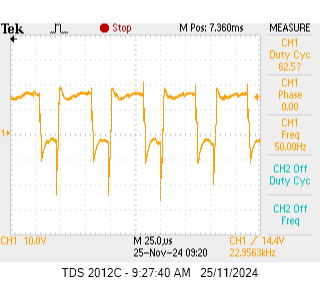 Tek Stop M Pos: 7.360ms MEASURE
CH1
Duty Cyc
62.5?
CH1
Phase
0.00
CH1
Freq
50.00Hz
CH2 Off
Duty Cyc
CH2 Off
Freq
1
CH1 10.0V M 25.0µs CH1 / 14.4V
25-Nov-24 09:20 22.9563kHz
TDS 2012C - 9:27:40 AM 25/11/2024